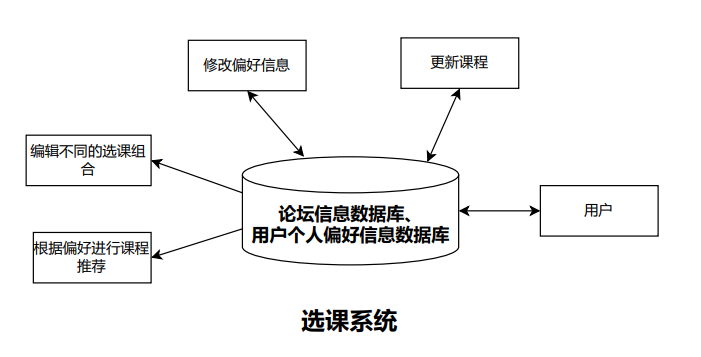 修改偏好信息
更新课程
编辑不同的选课组
合
论坛信息数据库、
用户个人偏好信息数据库
用户
根据偏好进行课程
推荐
选课系统